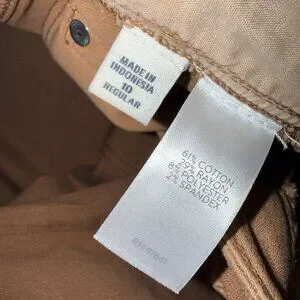 MADE IN
INDONESIA
10
REGULAR
61% COTTON
29% RAYON
8% POLYESTER
2% SPANDEX